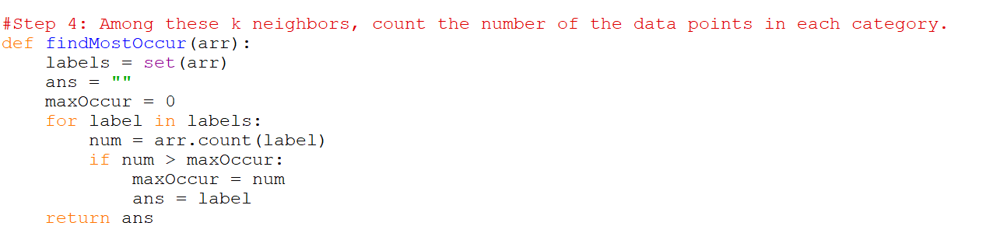 #Step 4: Among these k neighbors, count the number of the data points in each category.
def findMostOccur(arr):
    labels = set(arr)
    ans = ""
    maxOccur = 0
    for label in labels:
        num = arr.count(label)
        if num > maxOccur:
            maxOccur = num
            ans = label
    return ans